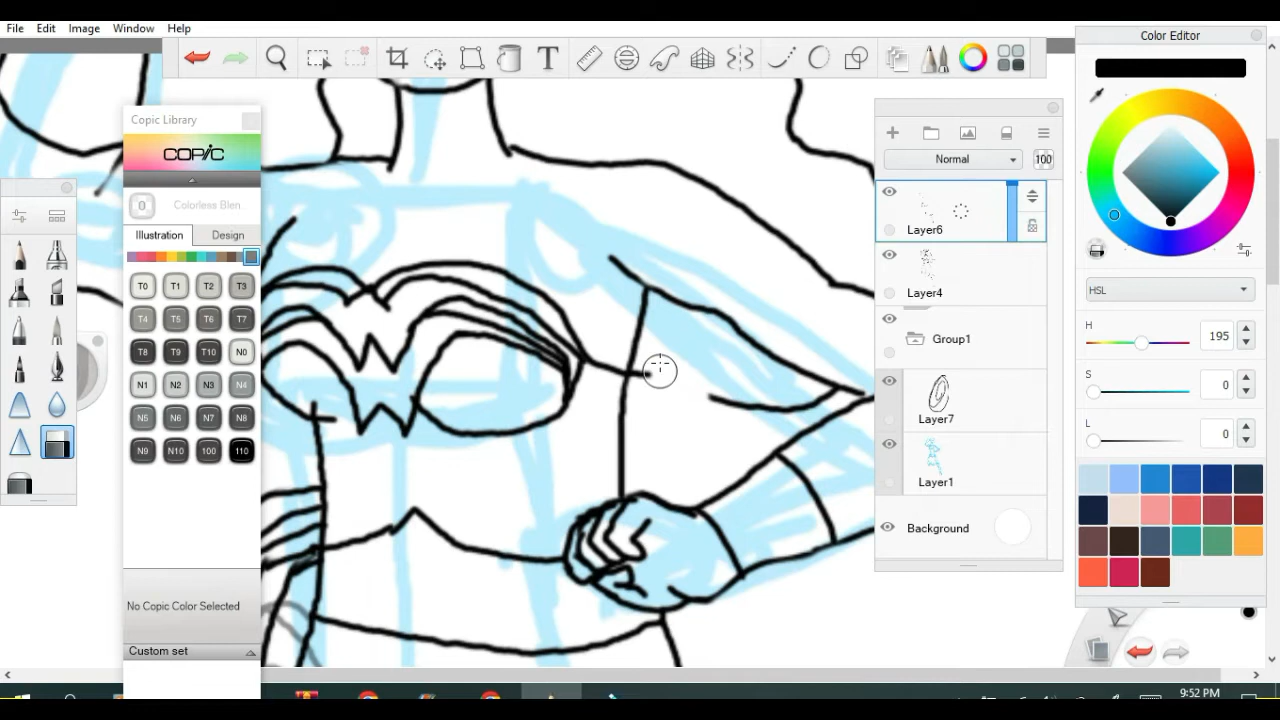 File Edit Image Window Help
Color Editor
Copic Library
COPIC
0 Colorless Blen...
Illustration Design
T0 T1 T2 T3
T4 T5 T6 T7
T8 T9 T10 N0
N1 N2 N3 N4
N5 N6 N7 N8
N9 N10 100 110
No Copic Color Selected
Custom set
Normal 100
Layer6
Layer4
Group1
Layer7
Layer1
Background
HSL
H 195
S 0
L 0
9:52 PM